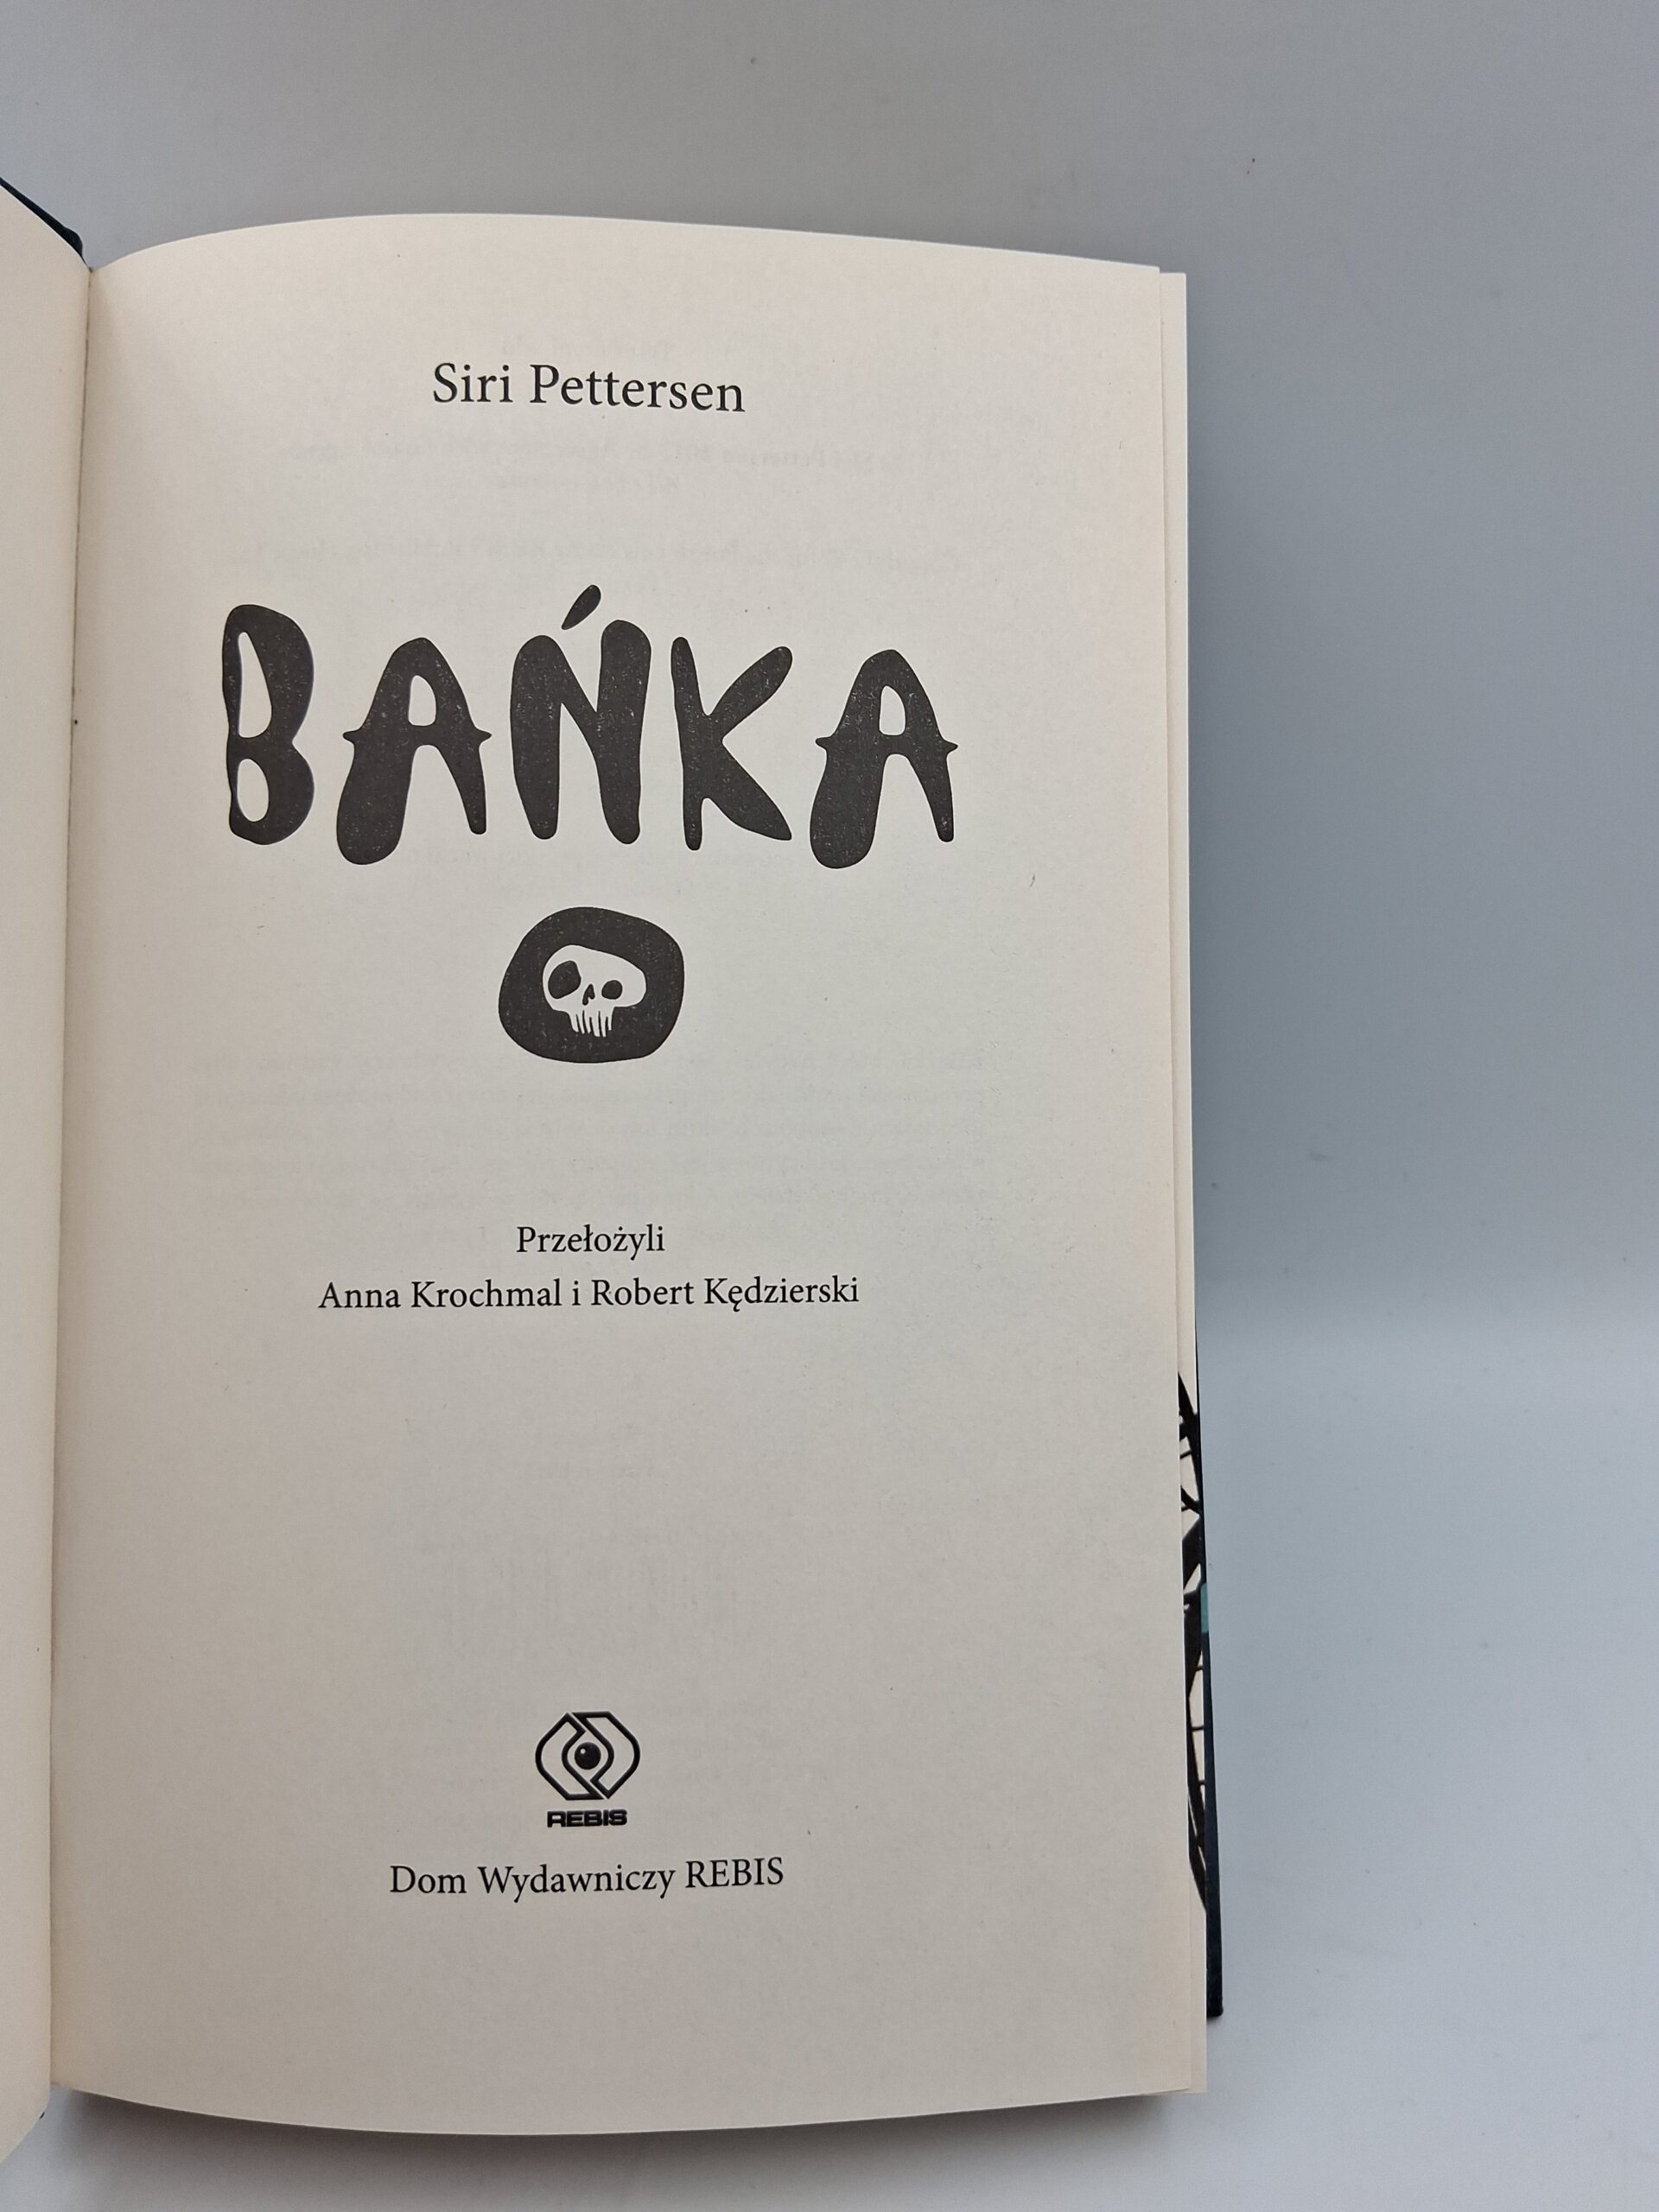 Siri Pettersen
BAŃKA
Przełożyli
Anna Krochmal i Robert Kędzierski
REBIS
Dom Wydawniczy REBIS